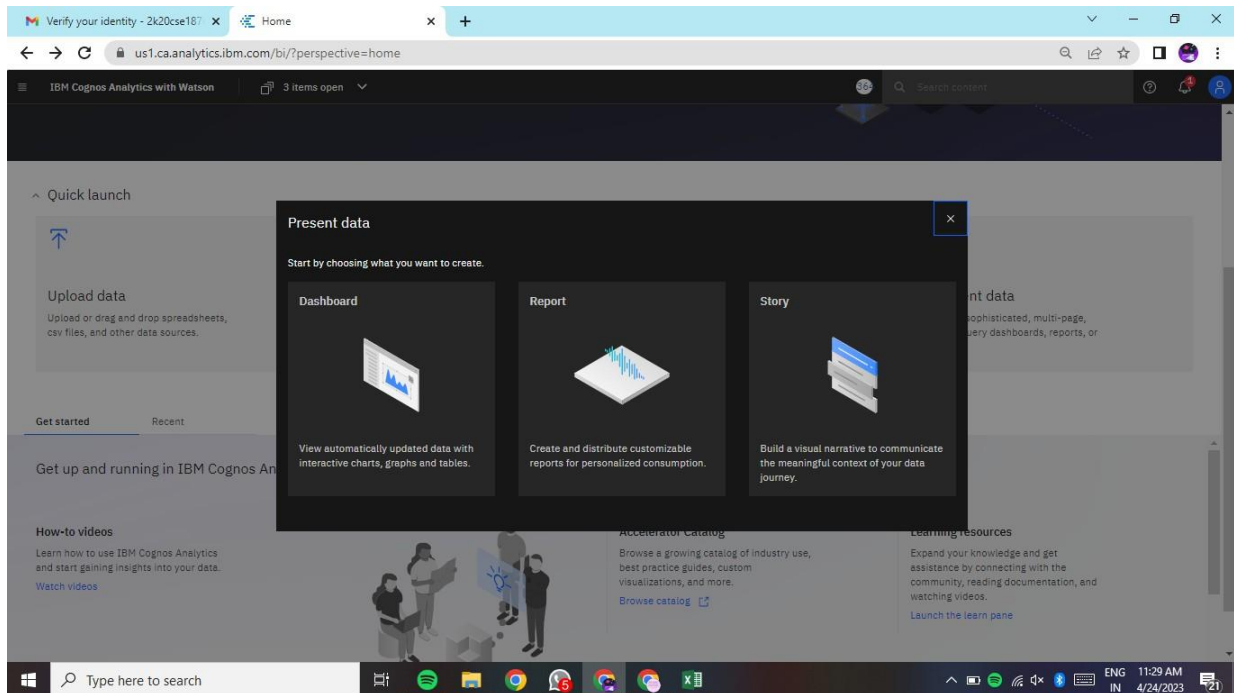 Verify your identity - 2k20cse187
Home
us1.ca.analytics.ibm.com/bi/?perspective=home
IBM Cognos Analytics with Watson
3 items open
Search content
1
Quick launch
Upload data
Upload or drag and drop spreadsheets,
csv files, and other data sources.
Present data
Start by choosing what you want to create.
Dashboard
View automatically updated data with
interactive charts, graphs and tables.
Report
Create and distribute customizable
reports for personalized consumption.
Story
Build a visual narrative to communicate
the meaningful context of your data
journey.
nt data
sophisticated, multi-page,
uery dashboards, reports, or
Get started
Recent
Get up and running in IBM Cognos An
How-to videos
Learn how to use IBM Cognos Analytics
and start gaining insights into your data.
Watch videos
Accelerator Catalog
Browse a growing catalog of industry use,
best practice guides, custom
visualizations, and more.
Browse catalog
Learning resources
Expand your knowledge and get
assistance by connecting with the
community, reading documentation, and
watching videos.
Launch the learn pane
Type here to search
5
ENG
IN
11:29 AM
4/24/2023
21